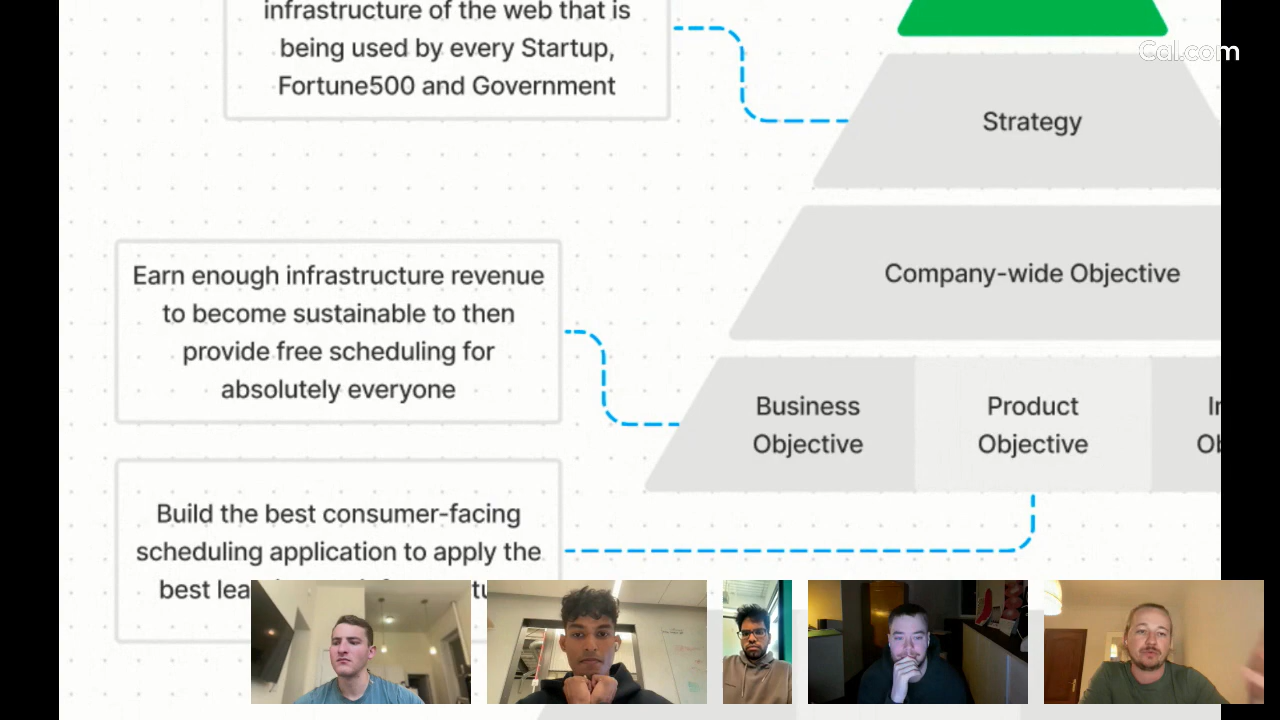 infrastructure of the web that is
being used by every Startup,
Fortune500 and Government
Cal.com
Strategy
Company-wide Objective
Earn enough infrastructure revenue
to become sustainable to then
provide free scheduling for
absolutely everyone
Business
Objective
Product
Objective
Build the best consumer-facing
scheduling application to apply the
best